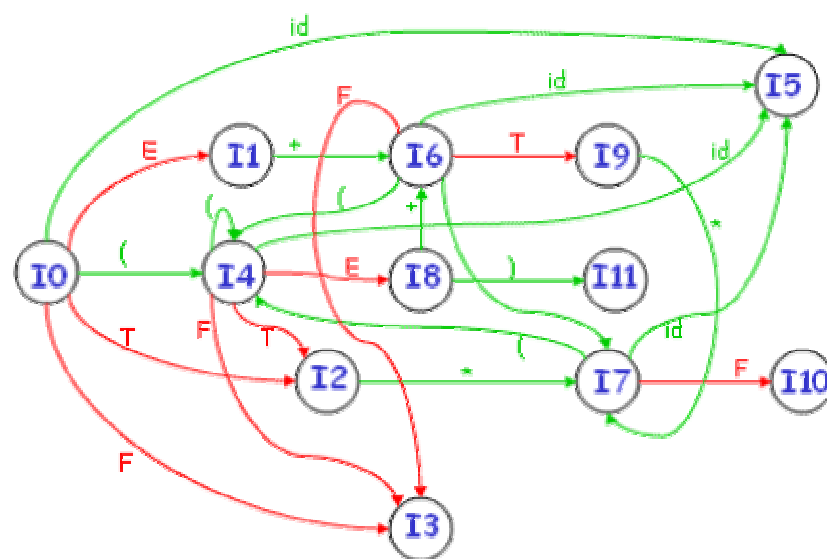 id
I5
id
F
E
I1
+
I6
T
I9
id
(
(
+
*
I0
(
I4
E
I8
)
I11
T
F
T
(
id
I2
*
I7
F
I10
F
I3